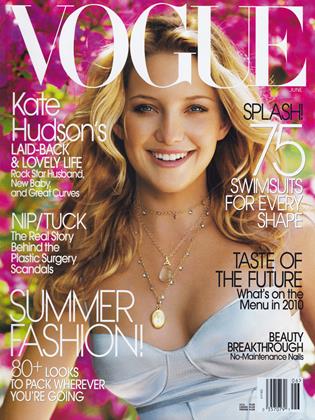 VOGUE
JUNE
Kate
Hudson's
LAID-BACK
& LOVELY LIFE
Rock Star Husband,
New Baby,
and Great Curves
NIP/TUCK
The Real Story
Behind the
Plastic Surgery
Scandals
SUMMER
FASHION!
80+ LOOKS
TO PACK WHEREVER
YOU'RE GOING
SPLASH!
75
SWIMSUITS
FOR EVERY
SHAPE
TASTE OF
THE FUTURE
What's on the
Menu in 2010
BEAUTY
BREAKTHROUGH
No-Maintenance Nails